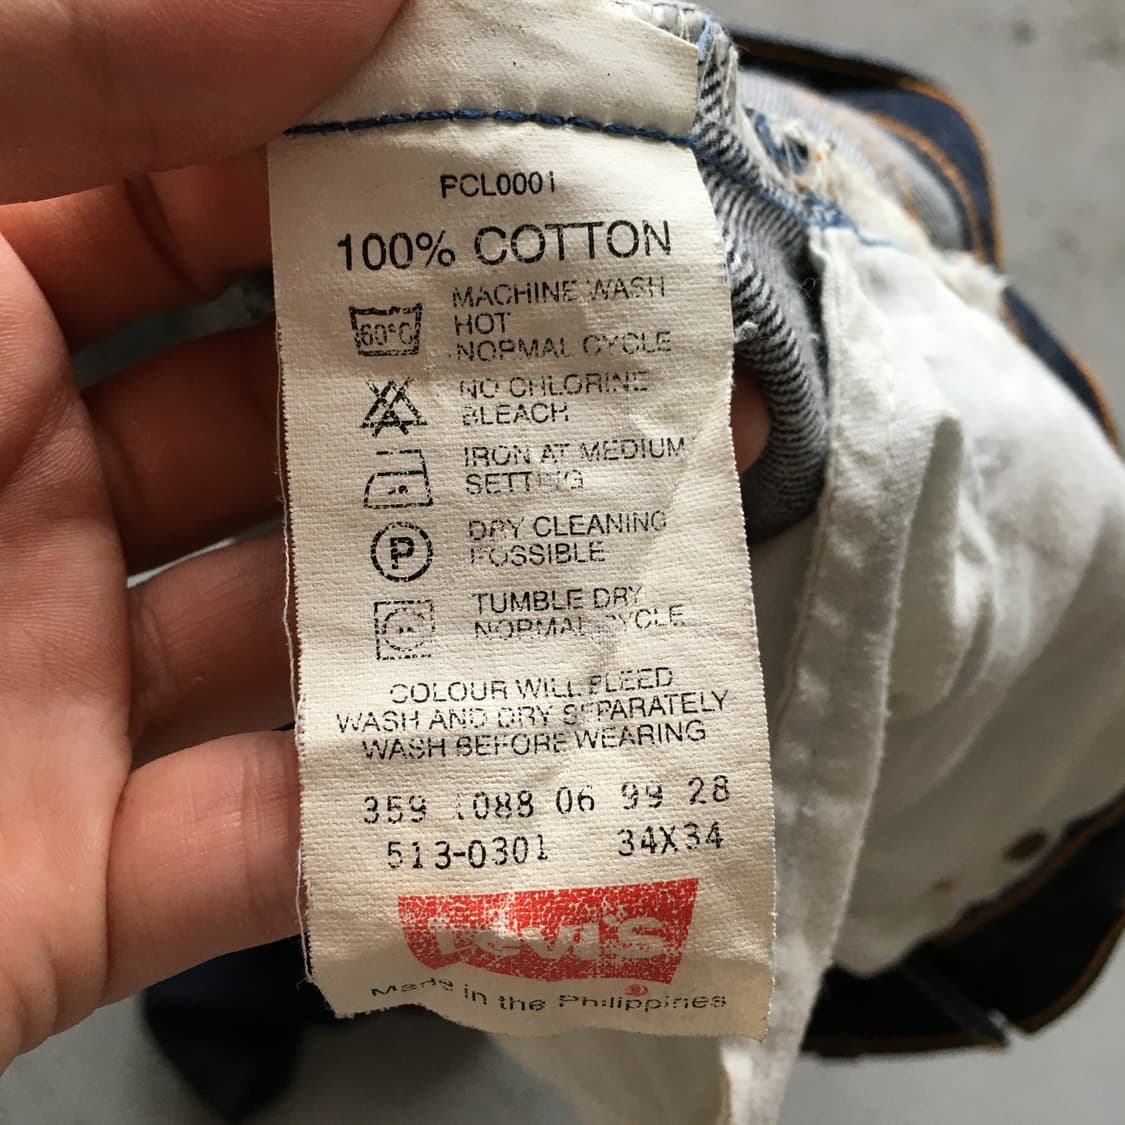 PCL0001
100% COTTON
60°C
MACHINE WASH
HOT
NORMAL CYCLE
NO CHLORINE
BLEACH
IRON AT MEDIUM
SETTING
P
DRY CLEANING
POSSIBLE
TUMBLE DRY
NORMAL CYCLE
COLOUR WILL BLEED
WASH AND DRY SEPARATELY
WASH BEFORE WEARING
359 1088 06 99 28
513-0301 34X34
Levi's
®
Made in the Philippines